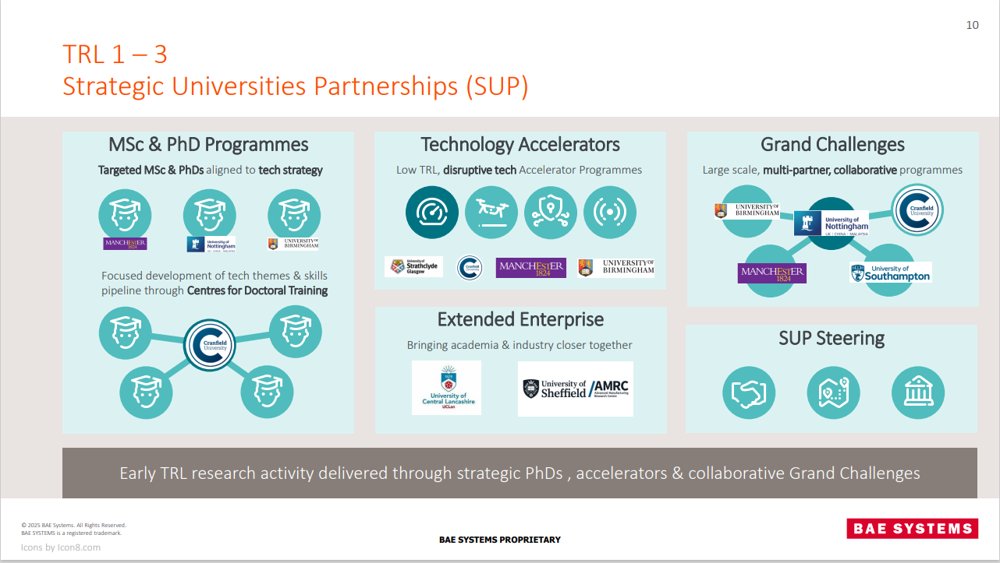 10
TRL 1 – 3
Strategic Universities Partnerships (SUP)
MSc & PhD Programmes
Targeted MSc & PhDs aligned to tech strategy
MANCHESTER
1824
University of
Nottingham
UNIVERSITY OF
BIRMINGHAM
Focused development of tech themes & skills
pipeline through Centres for Doctoral Training
Cranfield
University
Technology Accelerators
Low TRL, disruptive tech Accelerator Programmes
University of
Strathclyde
Glasgow
Cranfield
University
MANCHESTER
1824
UNIVERSITY OF
BIRMINGHAM
Extended Enterprise
Bringing academia & industry closer together
University of
Central Lancashire
UCLan
University of
Sheffield
AMRC
Advanced Manufacturing
Research Centre
Grand Challenges
Large scale, multi-partner, collaborative programmes
UNIVERSITY OF
BIRMINGHAM
University of
Nottingham
UK | CHINA | MALAYSIA
Cranfield
University
MANCHESTER
1824
University of
Southampton
SUP Steering
Early TRL research activity delivered through strategic PhDs , accelerators & collaborative Grand Challenges
© 2025 BAE Systems. All Rights Reserved.
BAE SYSTEMS is a registered trademark.
Icons by Icon8.com
BAE SYSTEMS PROPRIETARY
BAE SYSTEMS